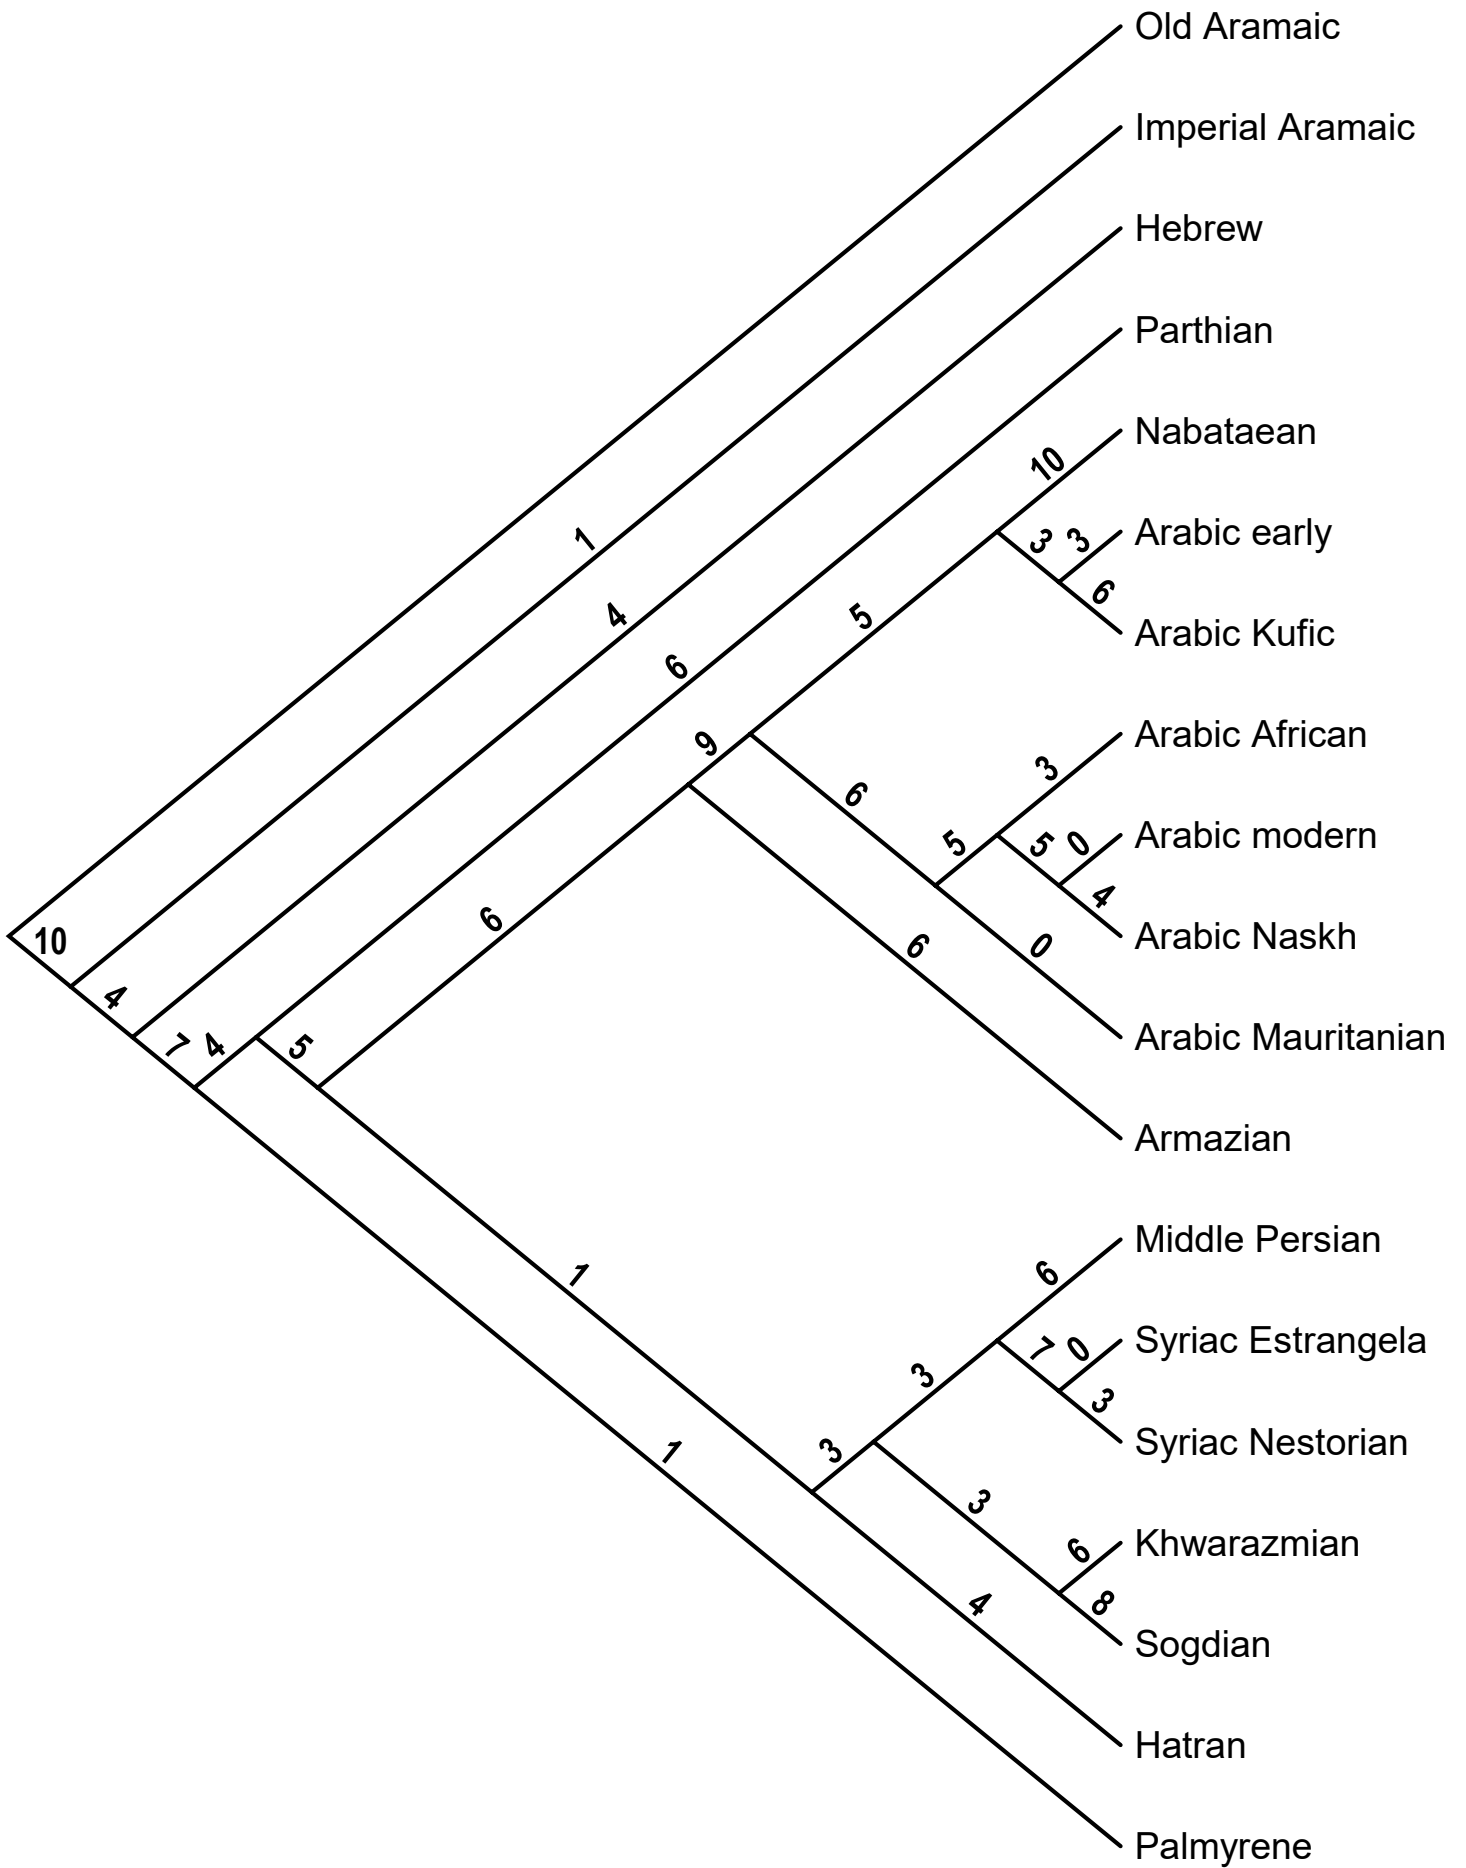 Old Aramaic
Imperial Aramaic
Hebrew
Parthian
Nabataean
10
3 3
Arabic early
1
6
4
5
Arabic Kufic
6
9
Arabic African
3
6
5
5 0
Arabic modern
4
6
10
6
0
Arabic Naskh
4
7 4
5
Arabic Mauritanian
Armazian
Middle Persian
1
6
7 0
Syriac Estrangela
3
3
1
3
Syriac Nestorian
3
6
Khwarazmian
4
8
Sogdian
Hatran
Palmyrene